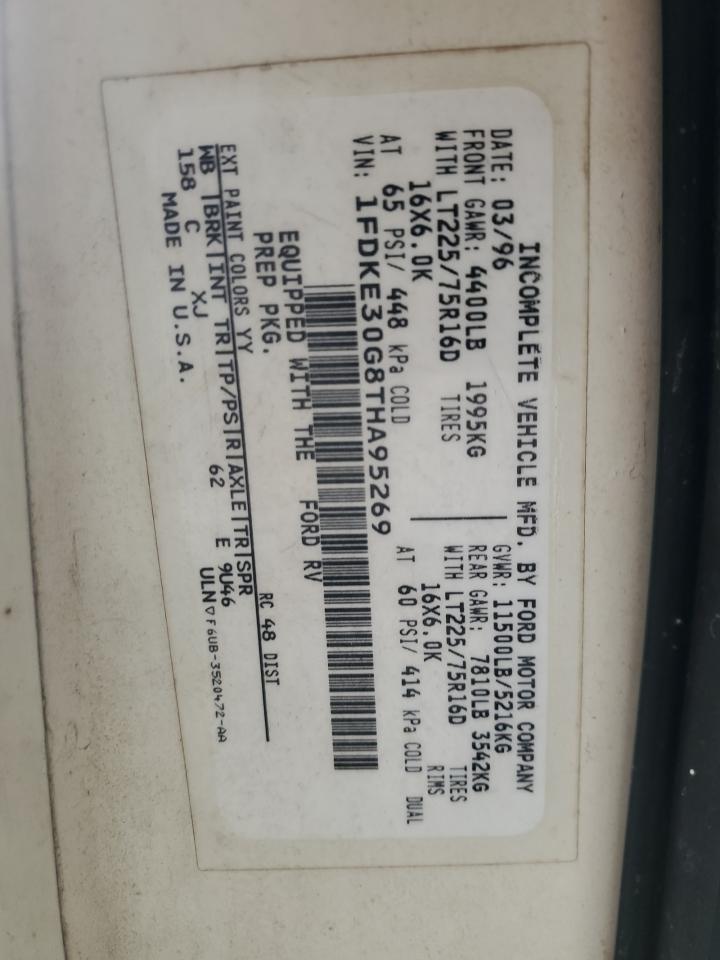 INCOMPLETE VEHICLE MFD. BY FORD MOTOR COMPANY
DATE: 03/96 GVWR: 11500LB/5216KG
FRONT GAWR: 4400LB 1995KG REAR GAWR: 7810LB 3542KG
WITH LT225/75R16D TIRES WITH LT225/75R16D TIRES
16X6.0K 16X6.0K RIMS
AT 65 PSI/ 448 kPa COLD AT 60 PSI/ 414 kPa COLD DUAL
VIN: 1FDKE30G8THA95269
EQUIPPED WITH THE FORD RV
PREP PKG.
EXT PAINT COLORS YY RC 48 DIST
WB |BRK|INT TR|TP/PS|R|AXLE|TR|SPR
158 C XJ 62 E 9U46
MADE IN U.S.A. ULN ▽F6UB-3520472-AA